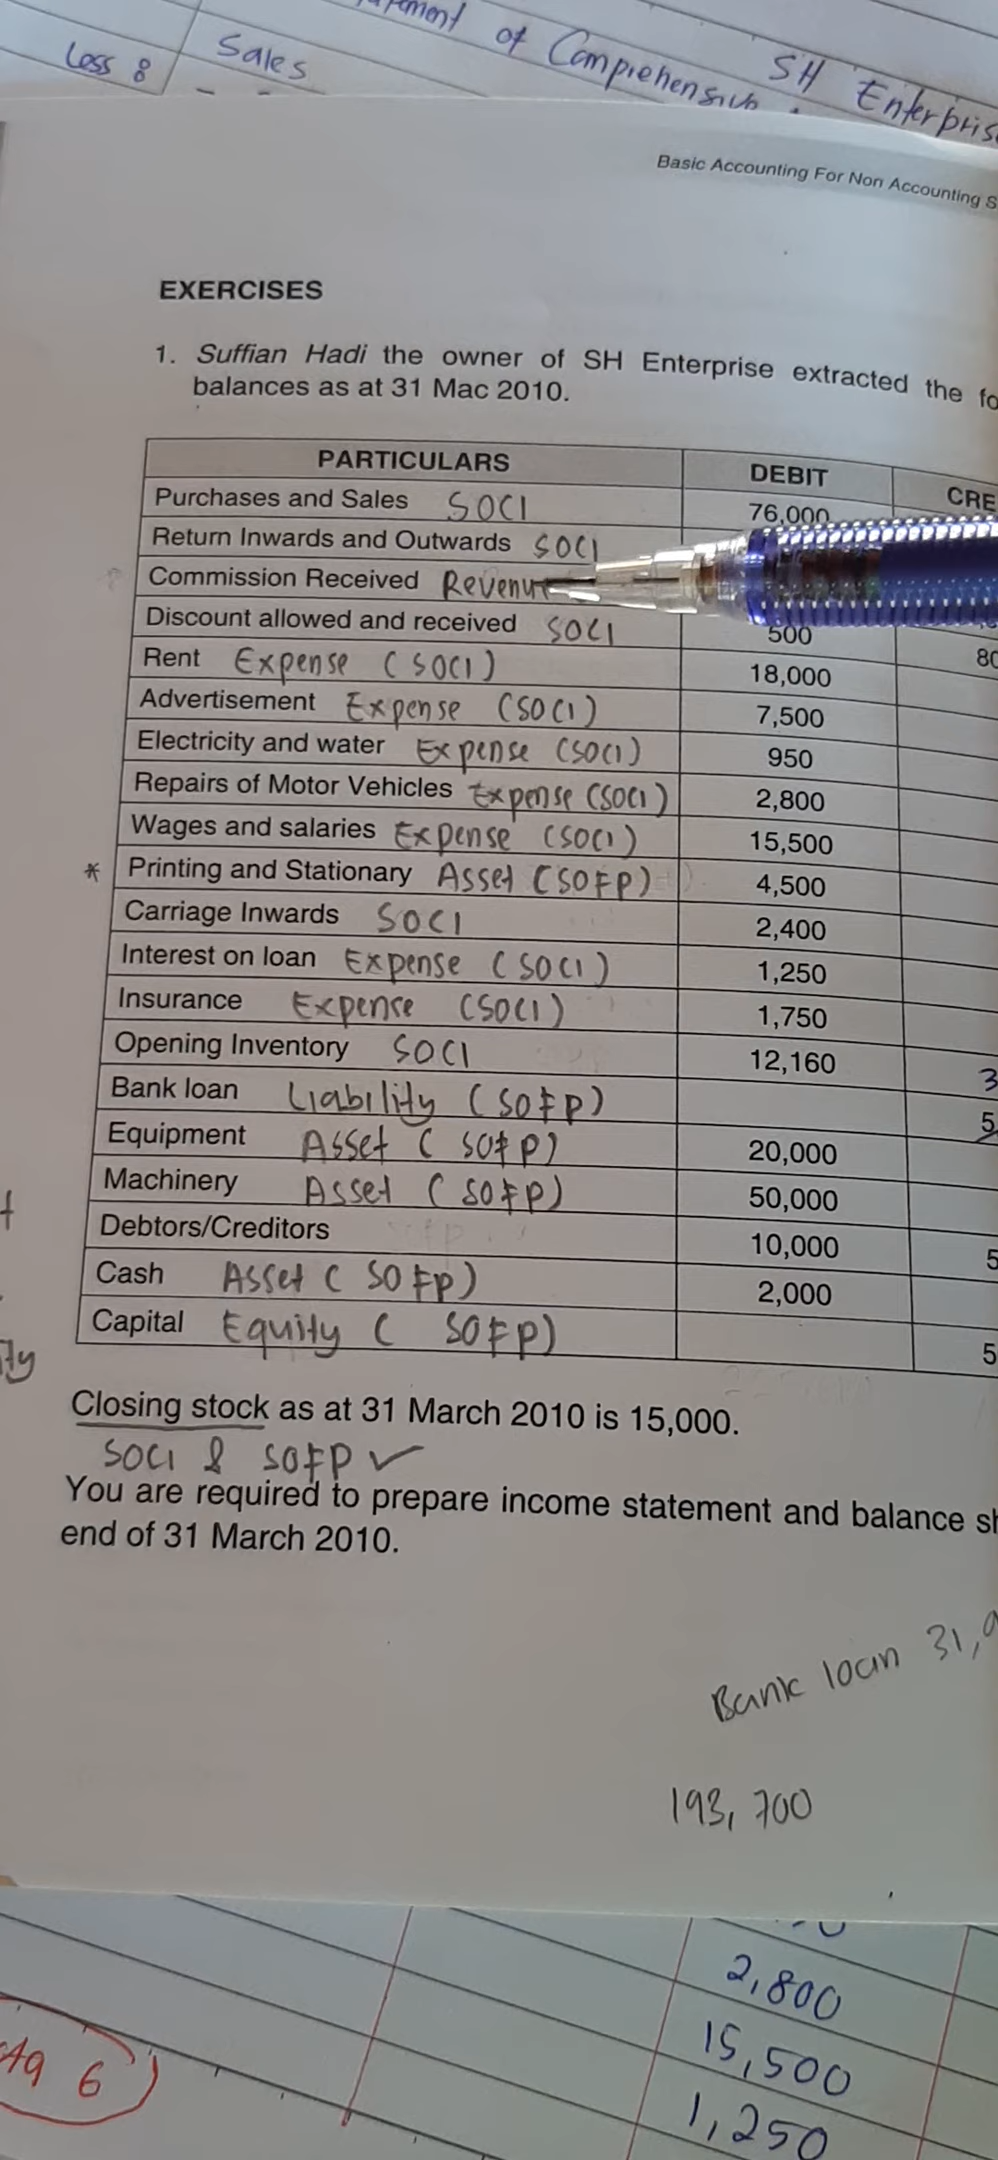 of Comprehensive
SH Enterpris
Less 8 Sales
Basic Accounting For Non Accounting S
EXERCISES
1. Suffian Hadi the owner of SH Enterprise extracted the fo
balances as at 31 Mac 2010.
PARTICULARS DEBIT CRE
Purchases and Sales SOCI 76,000
Return Inwards and Outwards SOCI
Commission Received Revenu
Discount allowed and received SOCI 500 80
Rent Expense (SOCI) 18,000
Advertisement Expense (SOCI) 7,500
Electricity and water Expense (SOCI) 950
Repairs of Motor Vehicles Expense (SOCI) 2,800
Wages and salaries Expense (SOCI) 15,500
* Printing and Stationary Asset (SOFP) 4,500
Carriage Inwards SOCI 2,400
Interest on loan Expense (SOCI) 1,250
Insurance Expense (SOCI) 1,750
Opening Inventory SOCI 12,160 3
Bank loan Liability (SOFP) 5
Equipment Asset (SOFP) 20,000
Machinery Asset (SOFP) 50,000
Debtors/Creditors 10,000 5
Cash Asset (SOFP) 2,000
Capital Equity (SOFP) 5
Closing stock as at 31 March 2010 is 15,000.
SOCI & SOFP ✓
You are required to prepare income statement and balance sh
end of 31 March 2010.
Bank loan 31,
193,700
2,800
15,500
1,250
6)